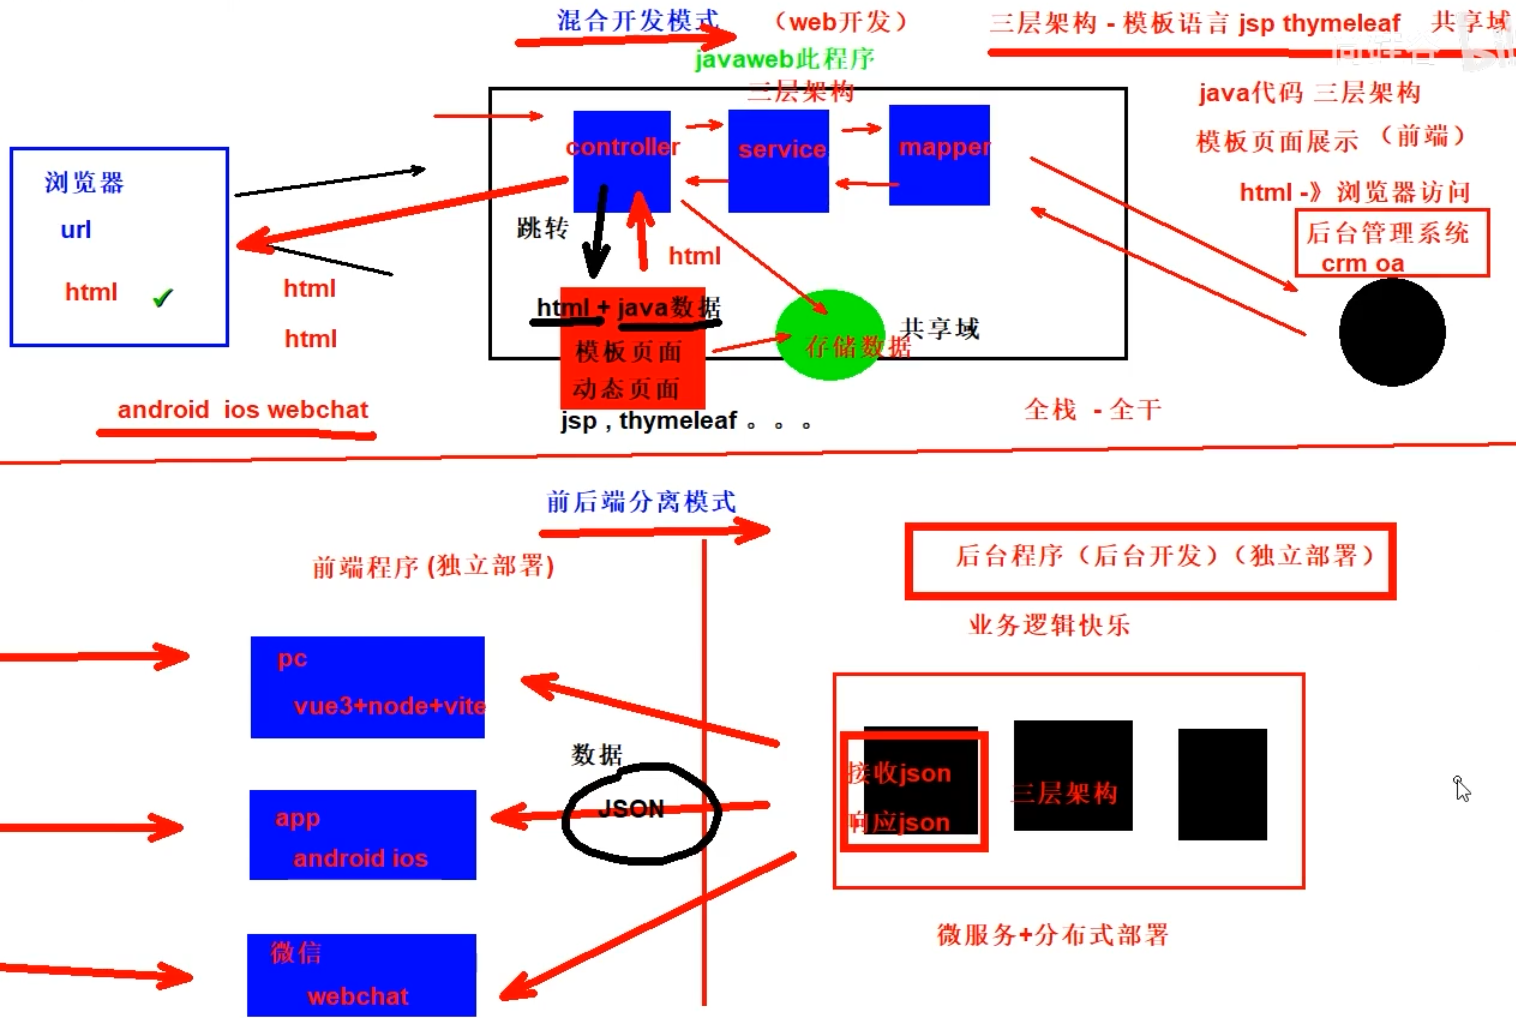 混合开发模式 （web开发） 三层架构 - 模板语言 jsp thymeleaf 共享域
javaweb此程序
三层架构
java代码 三层架构
模板页面展示 （前端）
html -》浏览器访问
后台管理系统
crm oa
浏览器
url
html
html
html
android ios webchat
controller
service
mapper
跳转
html
html + java数据
模板页面
动态页面
jsp , thymeleaf 。。。
存储数据
共享域
全栈 - 全干
前后端分离模式
前端程序 (独立部署)
后台程序（后台开发）（独立部署）
业务逻辑快乐
pc
vue3+node+vite
app
android ios
微信
webchat
数据
JSON
接收json
响应json
三层架构
微服务+分布式部署